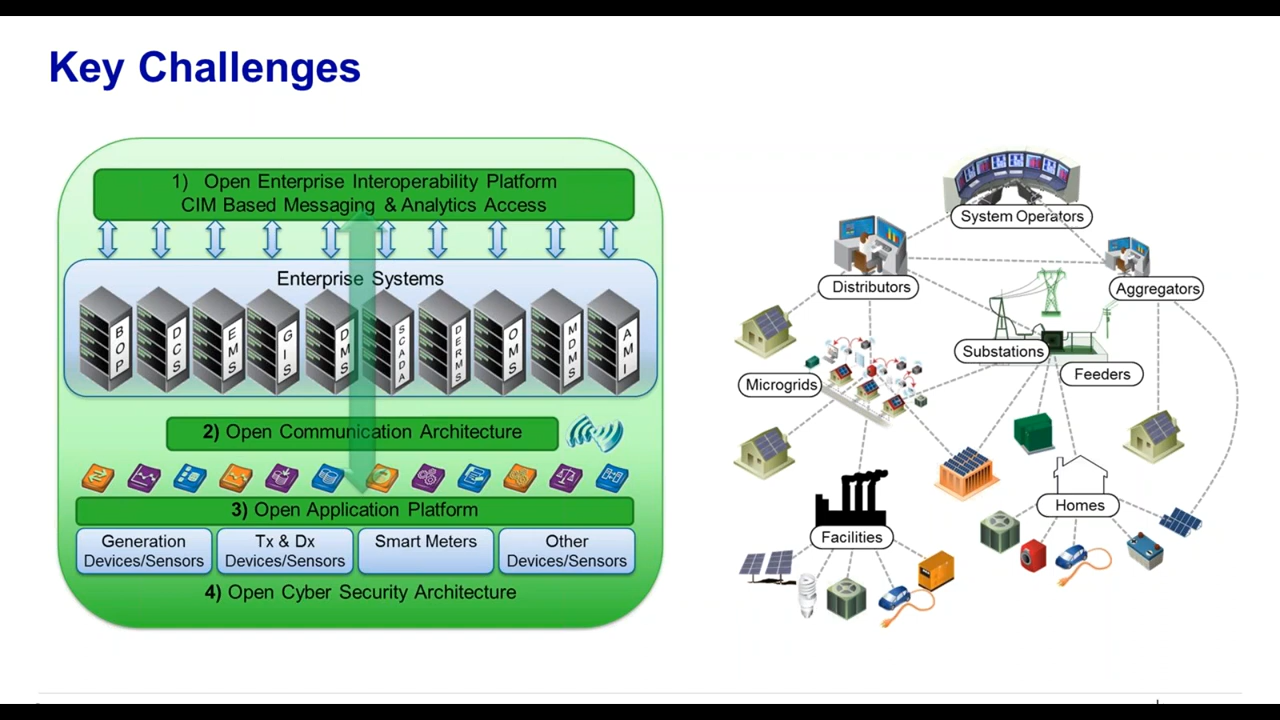 Key Challenges
1) Open Enterprise Interoperability Platform
CIM Based Messaging & Analytics Access
Enterprise Systems
BOP
DCS
EMS
GIS
DMS
SCADA
DERMS
OMS
MDMS
AMI
2) Open Communication Architecture
3) Open Application Platform
Generation
Devices/Sensors
Tx & Dx
Devices/Sensors
Smart Meters
Other
Devices/Sensors
4) Open Cyber Security Architecture
System Operators
Distributors
Aggregators
Substations
Feeders
Microgrids
Homes
Facilities